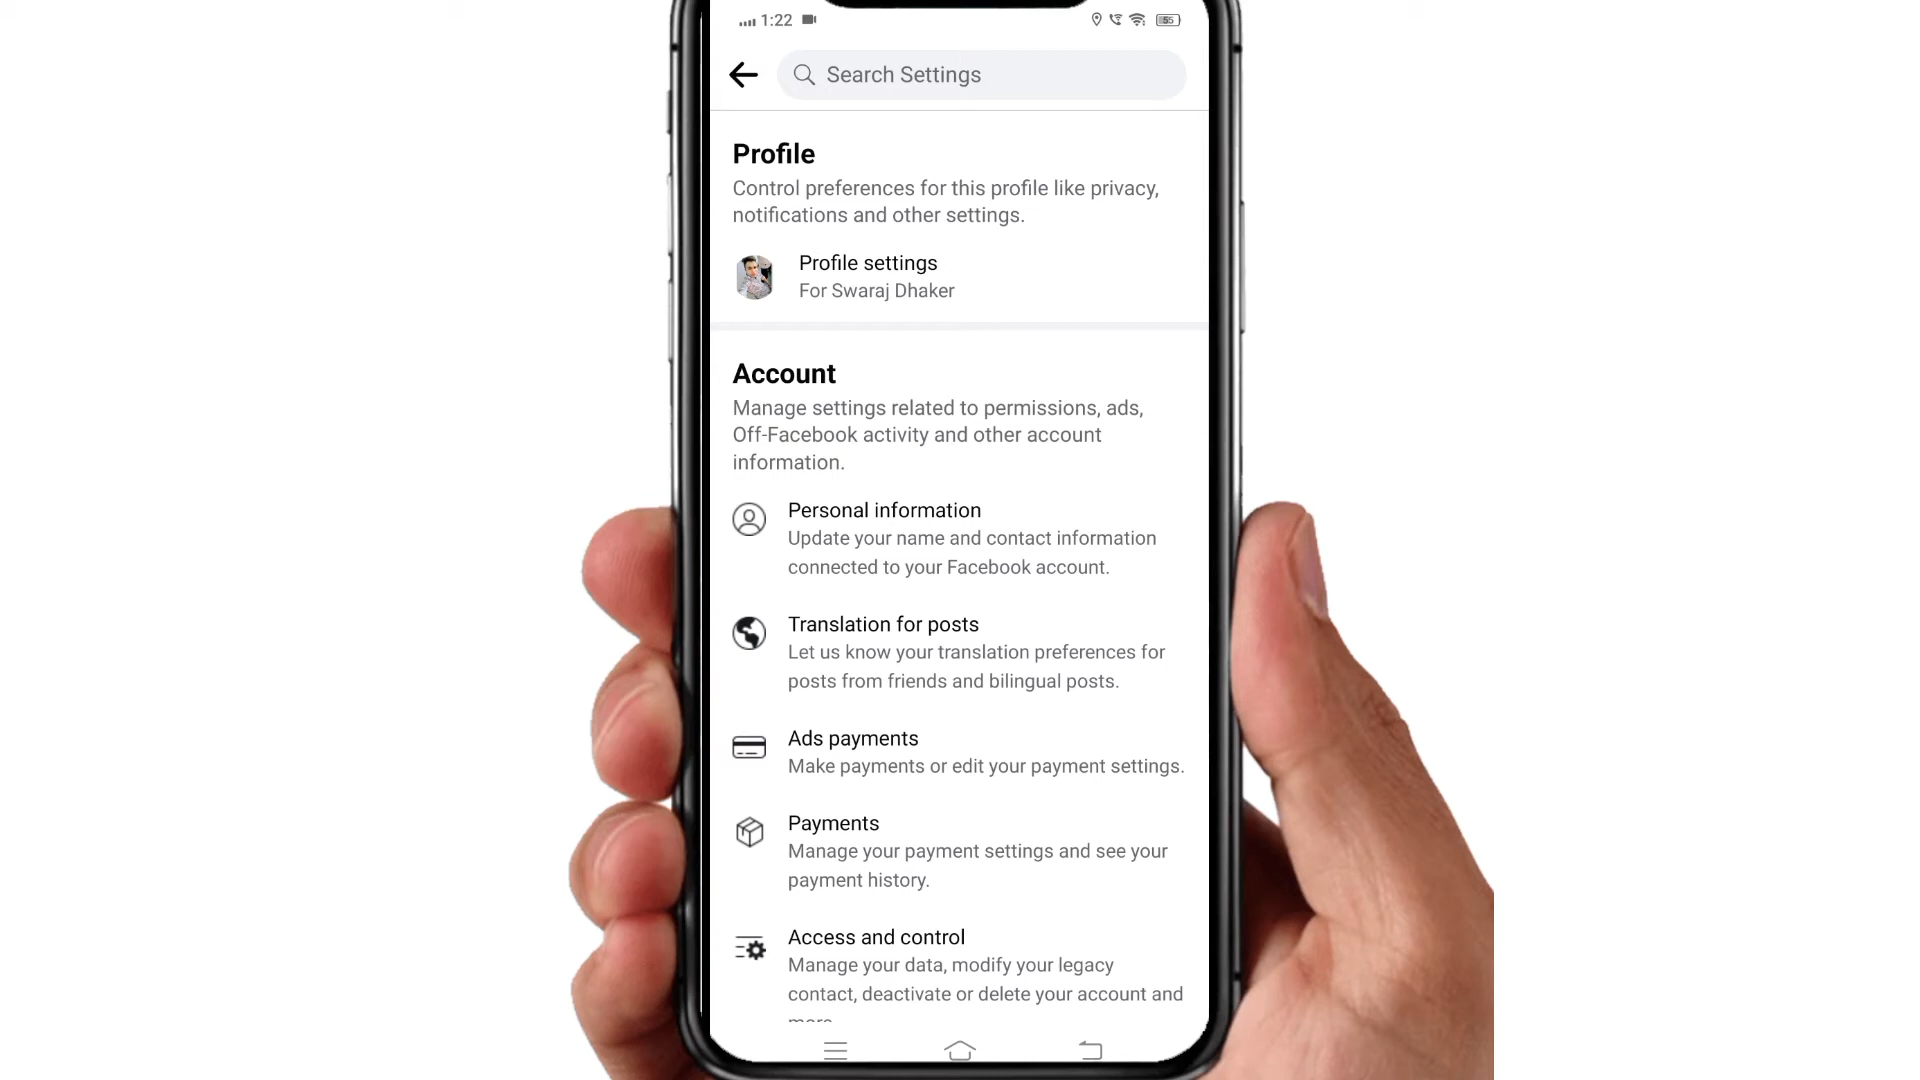 1:22
55
Search Settings
Profile
Control preferences for this profile like privacy,
notifications and other settings.
Profile settings
For Swaraj Dhaker
Account
Manage settings related to permissions, ads,
Off-Facebook activity and other account
information.
Personal information
Update your name and contact information
connected to your Facebook account.
Translation for posts
Let us know your translation preferences for
posts from friends and bilingual posts.
Ads payments
Make payments or edit your payment settings.
Payments
Manage your payment settings and see your
payment history.
Access and control
Manage your data, modify your legacy
contact, deactivate or delete your account and